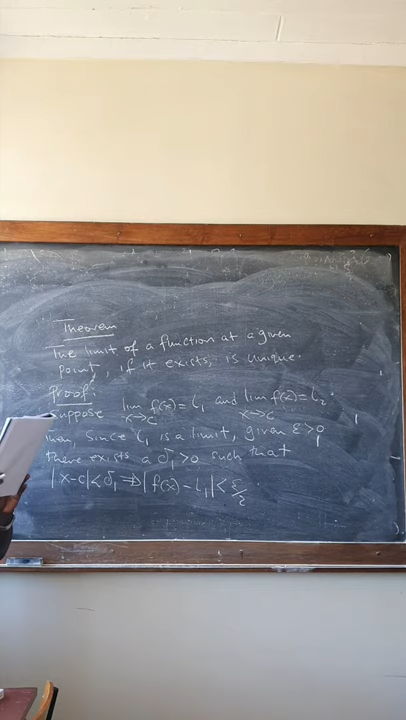 Theorem
The limit of a function at a given
point, if it exists, is unique.
Proof:
Suppose lim f(x) = L₁ and lim f(x) = L₂.
x→c x→c
Then, since L₁ is a limit, given ε>0,
there exists a δ₁>0 such that
|x-c|<δ₁ ⇒ |f(x) - L₁| < ε/2